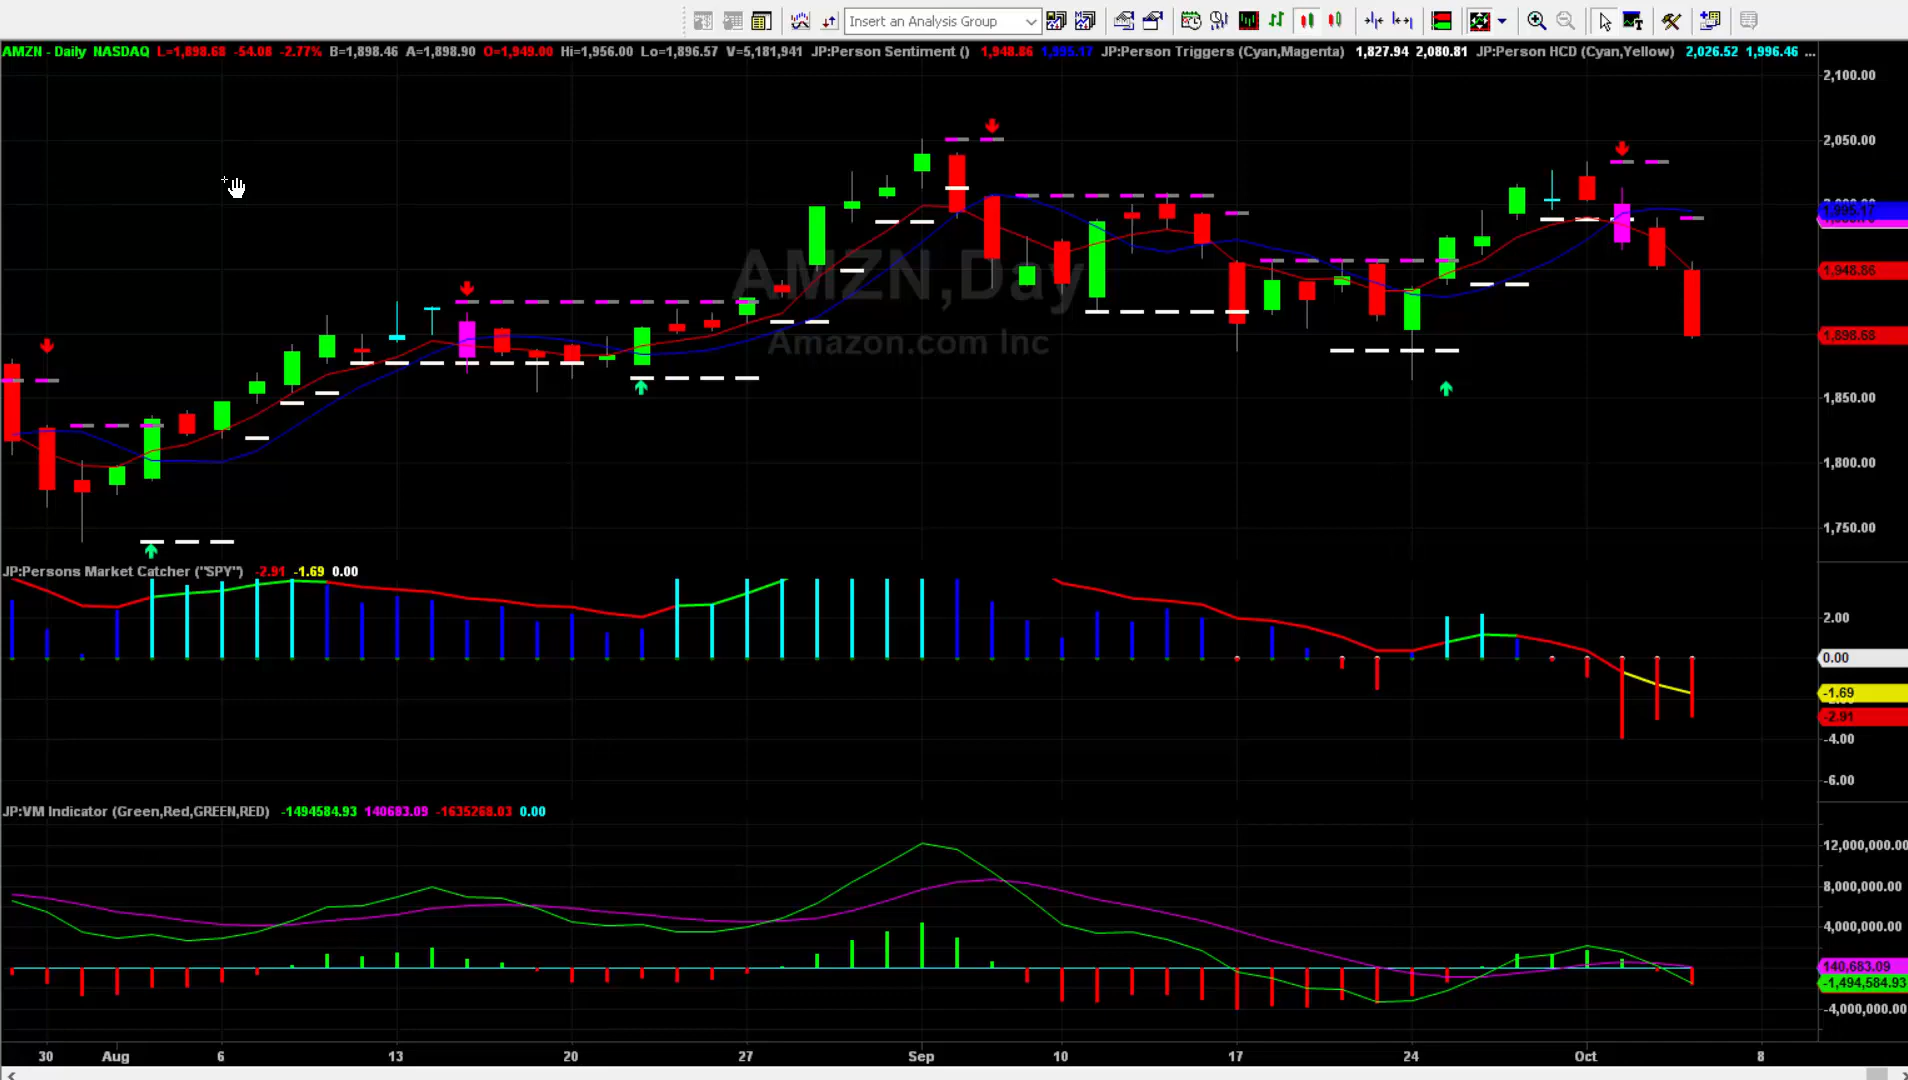 Insert an Analysis Group
AMZN - Daily NASDAQ L=1,898.68 -54.08 -2.77% B=1,898.46 A=1,898.90 O=1,949.00 Hi=1,956.00 Lo=1,896.57 V=5,181,941 JP:Person Sentiment () 1,948.86 1,995.17 JP:Person Triggers (Cyan,Magenta) 1,827.94 2,080.81 JP:Person HCD (Cyan,Yellow) 2,026.52 1,996.46 ...
2,100.00
2,050.00
1,995.17
AMZN,Day
1,948.86
1,898.68
Amazon.com Inc
1,850.00
1,800.00
1,750.00
JP:Persons Market Catcher ("SPY") -2.91 -1.69 0.00
2.00
0.00
-1.69
-2.91
-4.00
-6.00
JP:VM Indicator (Green,Red,GREEN,RED) -1494584.93 140683.09 -1635268.03 0.00
12,000,000.00
8,000,000.00
4,000,000.00
140,683.09
-1,494,584.93
-4,000,000.00
30 Aug 6 13 20 27 Sep 10 17 24 Oct 8